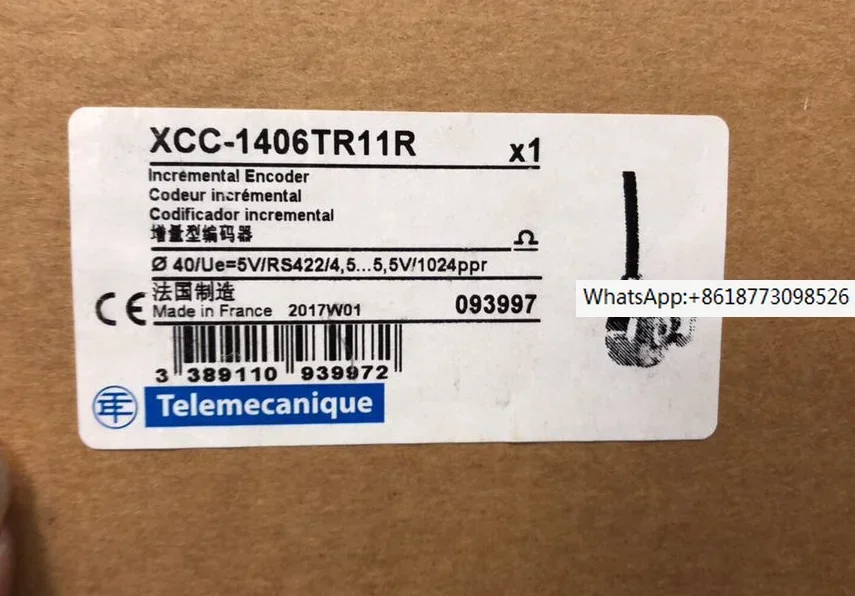 XCC-1406TR11R x1
Incremental Encoder
Codeur incrémental
Codificador incremental
增量型编码器
Ø 40/Ue=5V/RS422/4,5...5,5V/1024ppr
法国制造
CE Made in France 2017W01 093997
WhatsApp:+8618773098526
3 389110 939972
Telemecanique